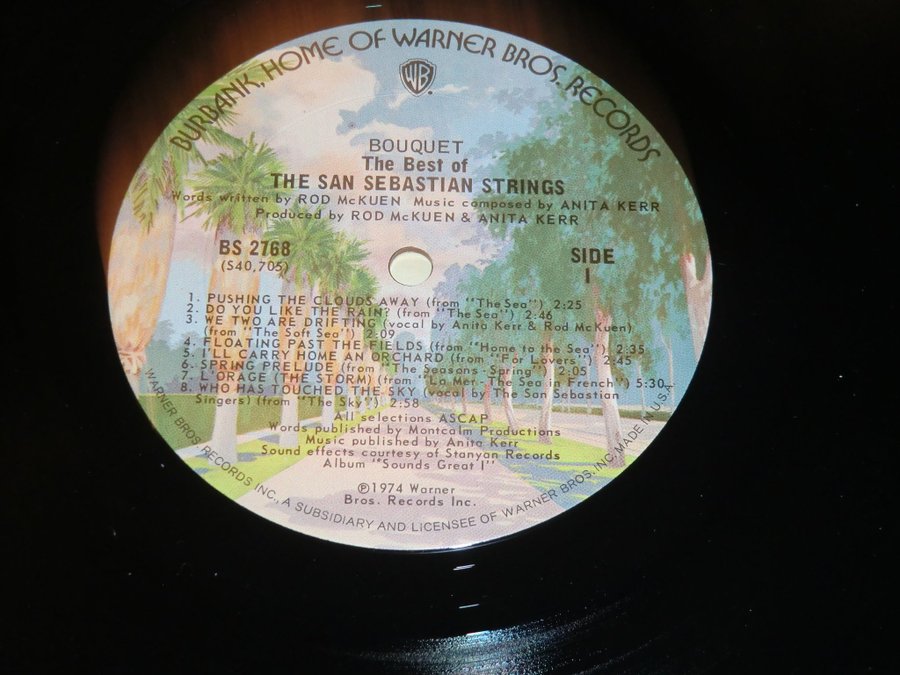 BURBANK, HOME OF WARNER BROS. RECORDS
WB
BOUQUET
The Best of
THE SAN SEBASTIAN STRINGS
Words written by ROD McKUEN Music composed by ANITA KERR
Produced by ROD McKUEN & ANITA KERR
BS 2768
(S40,705)
SIDE
I
1. PUSHING THE CLOUDS AWAY (from "The Sea") 2:25
2. DO YOU LIKE THE RAIN? (from "The Sea") 2:46
3. WE TWO ARE DRIFTING (vocal by Anita Kerr & Rod McKuen)
(from "The Soft Sea") 2:09
4. FLOATING PAST THE FIELDS (from "Home to the Sea") 2:35
5. I'LL CARRY HOME AN ORCHARD (from "For Lovers") 2:45
6. SPRING PRELUDE (from "The Seasons-Spring") 2:05
7. L'ORAGE (THE STORM) (from "La Mer-The Sea in French") 5:30
8. WHO HAS TOUCHED THE SKY (vocal by The San Sebastian
Singers) (from "The Sky") 2:58
All selections ASCAP
Words published by Montcalm Productions
Music published by Anita Kerr
Sound effects courtesy of Stanyan Records
Album "Sounds Great I"
℗1974 Warner
Bros. Records Inc.
WARNER BROS. RECORDS INC., A SUBSIDIARY AND LICENSEE OF WARNER BROS. INC. MADE IN U.S.A.